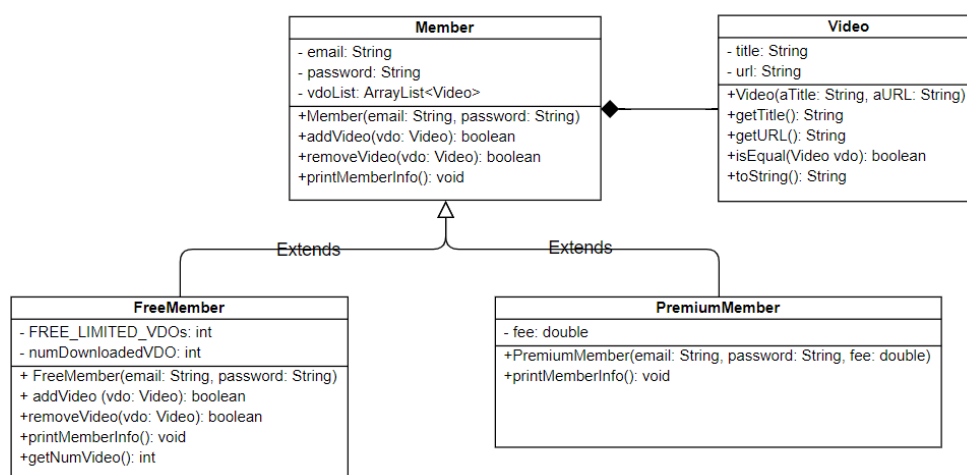 Member
- email: String
- password: String
- vdoList: ArrayList<Video>
+Member(email: String, password: String)
+addVideo(vdo: Video): boolean
+removeVideo(vdo: Video): boolean
+printMemberInfo(): void
Video
- title: String
- url: String
+Video(aTitle: String, aURL: String)
+getTitle(): String
+getURL(): String
+isEqual(Video vdo): boolean
+toString(): String
Extends
Extends
FreeMember
- FREE_LIMITED_VDOs: int
- numDownloadedVDO: int
+ FreeMember(email: String, password: String)
+ addVideo (vdo: Video): boolean
+removeVideo(vdo: Video): boolean
+printMemberInfo(): void
+getNumVideo(): int
PremiumMember
- fee: double
+PremiumMember(email: String, password: String, fee: double)
+printMemberInfo(): void